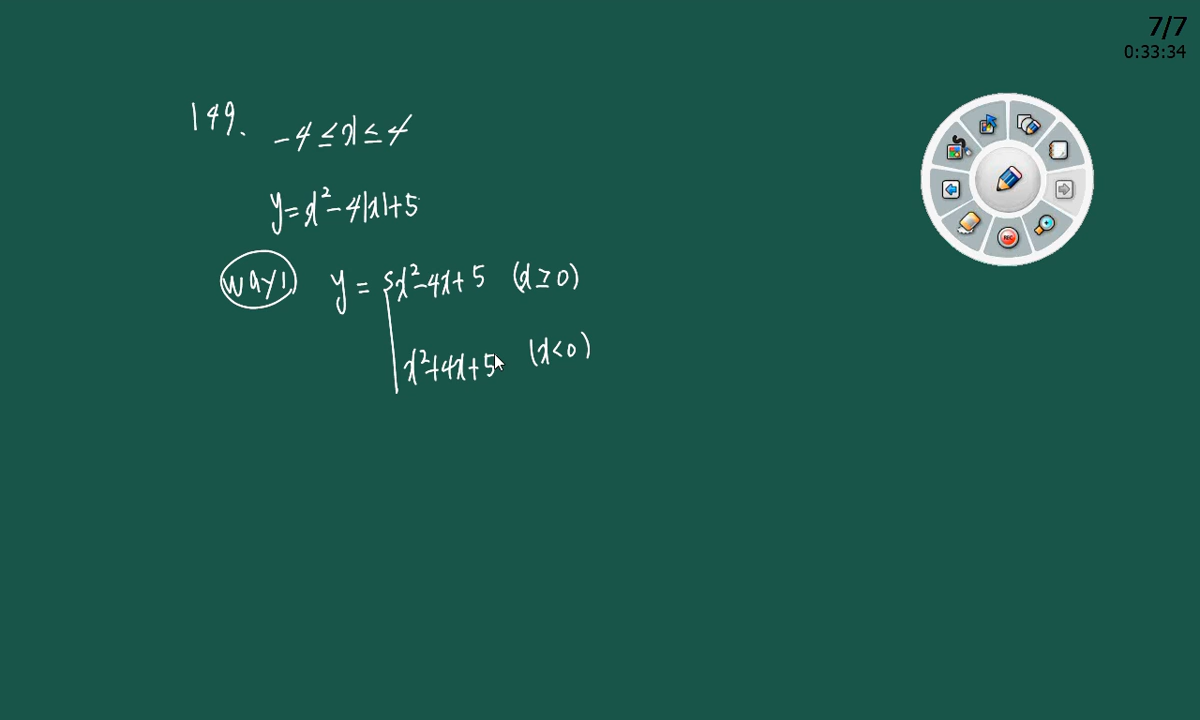 7/7
0:33:34
149. -4 ≤ x ≤ 4
y = x² - 4|x| + 5
way1 y = { x² - 4x + 5 (x ≥ 0)
x² + 4x + 5 (x < 0)
REC